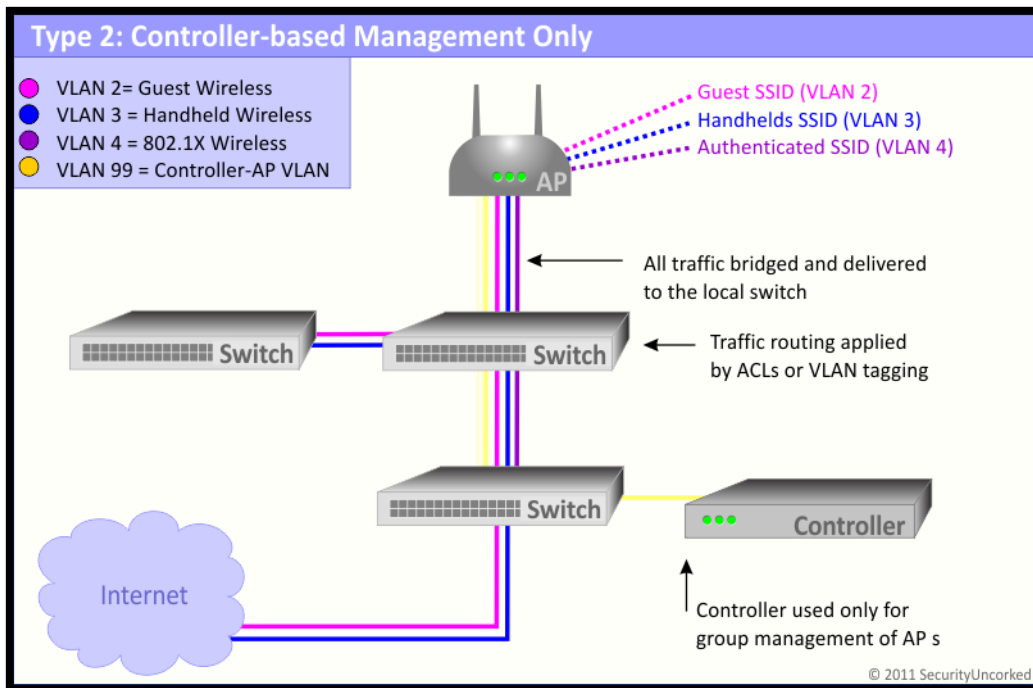 Type 2: Controller-based Management Only
VLAN 2= Guest Wireless
VLAN 3 = Handheld Wireless
VLAN 4 = 802.1X Wireless
VLAN 99 = Controller-AP VLAN
Guest SSID (VLAN 2)
Handhelds SSID (VLAN 3)
Authenticated SSID (VLAN 4)
AP
All traffic bridged and delivered
to the local switch
Switch
Switch
Traffic routing applied
by ACLs or VLAN tagging
Switch
Controller
Internet
Controller used only for
group management of AP s
© 2011 SecurityUncorked